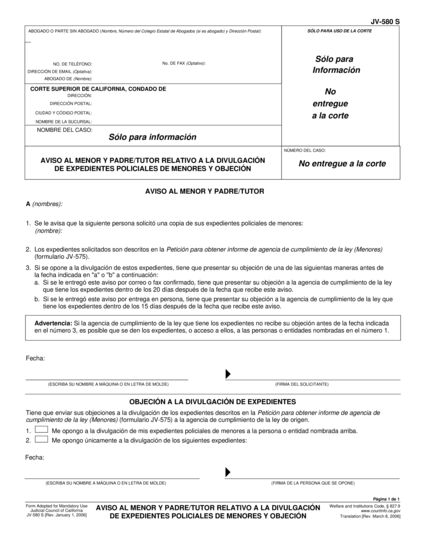 JV-580 S
ABOGADO O PARTE SIN ABOGADO (Nombre, Número del Colegio Estatal de Abogados (si es abogado) y Dirección Postal):
SÓLO PARA USO DE LA CORTE
NO. DE TELÉFONO:
No. DE FAX (Optativo):
DIRECCIÓN DE EMAIL (Optativa):
ABOGADO DE (Nombre):
Sólo para
Información
No
entregue
a la corte
CORTE SUPERIOR DE CALIFORNIA, CONDADO DE
DIRECCIÓN:
DIRECCIÓN POSTAL:
CIUDAD Y CÓDIGO POSTAL:
NOMBRE DE LA SUCURSAL:
NOMBRE DEL CASO:
Sólo para información
AVISO AL MENOR Y PADRE/TUTOR RELATIVO A LA DIVULGACIÓN
DE EXPEDIENTES POLICIALES DE MENORES Y OBJECIÓN
NÚMERO DEL CASO:
No entregue a la corte
AVISO AL MENOR Y PADRE/TUTOR
A (nombres):
1. Se le avisa que la siguiente persona solicitó una copia de sus expedientes policiales de menores:
(nombre):
2. Los expedientes solicitados son descritos en la Petición para obtener informe de agencia de cumplimiento de la ley (Menores)
(formulario JV-575).
3. Si se opone a la divulgación de estos expedientes, tiene que presentar su objeción de una de las siguientes maneras antes de
la fecha indicada en "a" o "b" a continuación:
a. Si se le entregó este aviso por correo o fax confirmado, tiene que presentar su objeción a la agencia de cumplimiento de la ley
que tiene los expedientes dentro de los 20 días después de la fecha que recibe este aviso.
b. Si se le entregó este aviso por entrega en persona, tiene que presentar su objeción a la agencia de cumplimiento de la ley que
tiene los expedientes dentro de los 15 días después de la fecha que recibe este aviso.
Advertencia: Si la agencia de cumplimiento de la ley que tiene los expedientes no recibe su objeción antes de la fecha indicada
en el número 3, es posible que se den los expedientes, o acceso a ellos, a las personas o entidades nombradas en el número 1.
Fecha:
(ESCRIBA SU NOMBRE A MÁQUINA O EN LETRA DE MOLDE)
(FIRMA DEL SOLICITANTE)
OBJECIÓN A LA DIVULGACIÓN DE EXPEDIENTES
Tiene que enviar sus objeciones a la divulgación de los expedientes descritos en la Petición para obtener informe de agencia de
cumplimiento de la ley (Menores) (formulario JV-575) a la agencia de cumplimiento de la ley de origen.
1. Me opongo a la divulgación de mis expedientes policiales de menores a la persona o entidad nombrada arriba.
2. Me opongo únicamente a la divulgación de los siguientes expedientes:
Fecha:
(ESCRIBA SU NOMBRE A MÁQUINA O EN LETRA DE MOLDE)
(FIRMA DE LA PERSONA QUE SE OPONE)
Página 1 de 1
Form Adopted for Mandatory Use
Judicial Council of California
JV-580 S [Rev. January 1, 2006]
AVISO AL MENOR Y PADRE/TUTOR RELATIVO A LA DIVULGACIÓN
DE EXPEDIENTES POLICIALES DE MENORES Y OBJECIÓN
Welfare and Institutions Code, § 827.9
www.courtinfo.ca.gov
Translation [Rev. March 6, 2006]